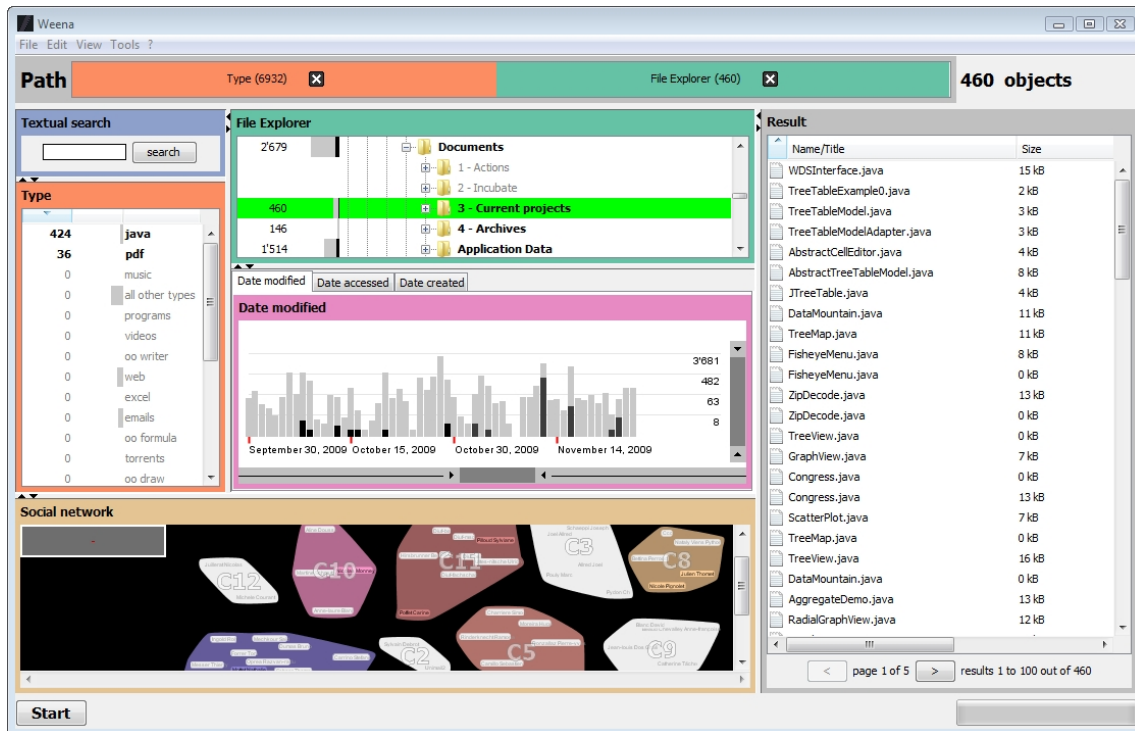 Weena
File Edit View Tools ?
Path Type (6932) File Explorer (460) 460 objects
Textual search
search
Type
424 java
36 pdf
0 music
0 all other types
0 programs
0 videos
0 oo writer
0 web
0 excel
0 emails
0 oo formula
0 torrents
0 oo draw
File Explorer
2'679 Documents
1 - Actions
2 - Incubate
460 3 - Current projects
146 4 - Archives
1'514 Application Data
Date modified Date accessed Date created
Date modified
3'681
482
63
8
September 30, 2009 October 15, 2009 October 30, 2009 November 14, 2009
Result
Name/Title Size
WDSInterface.java 15 kB
TreeTableExample0.java 2 kB
TreeTableModel.java 3 kB
TreeTableModelAdapter.java 3 kB
AbstractCellEditor.java 4 kB
AbstractTreeTableModel.java 8 kB
JTreeTable.java 4 kB
DataMountain.java 11 kB
TreeMap.java 11 kB
FisheyeMenu.java 8 kB
FisheyeMenu.java 0 kB
ZipDecode.java 13 kB
ZipDecode.java 0 kB
TreeView.java 0 kB
GraphView.java 7 kB
Congress.java 0 kB
Congress.java 13 kB
ScatterPlot.java 7 kB
TreeMap.java 0 kB
TreeView.java 16 kB
DataMountain.java 0 kB
AggregateDemo.java 13 kB
RadialGraphView.java 12 kB
< page 1 of 5 > results 1 to 100 out of 460
Social network
-
C12
C10
C11
C3
C8
C2
C5
C9
Start